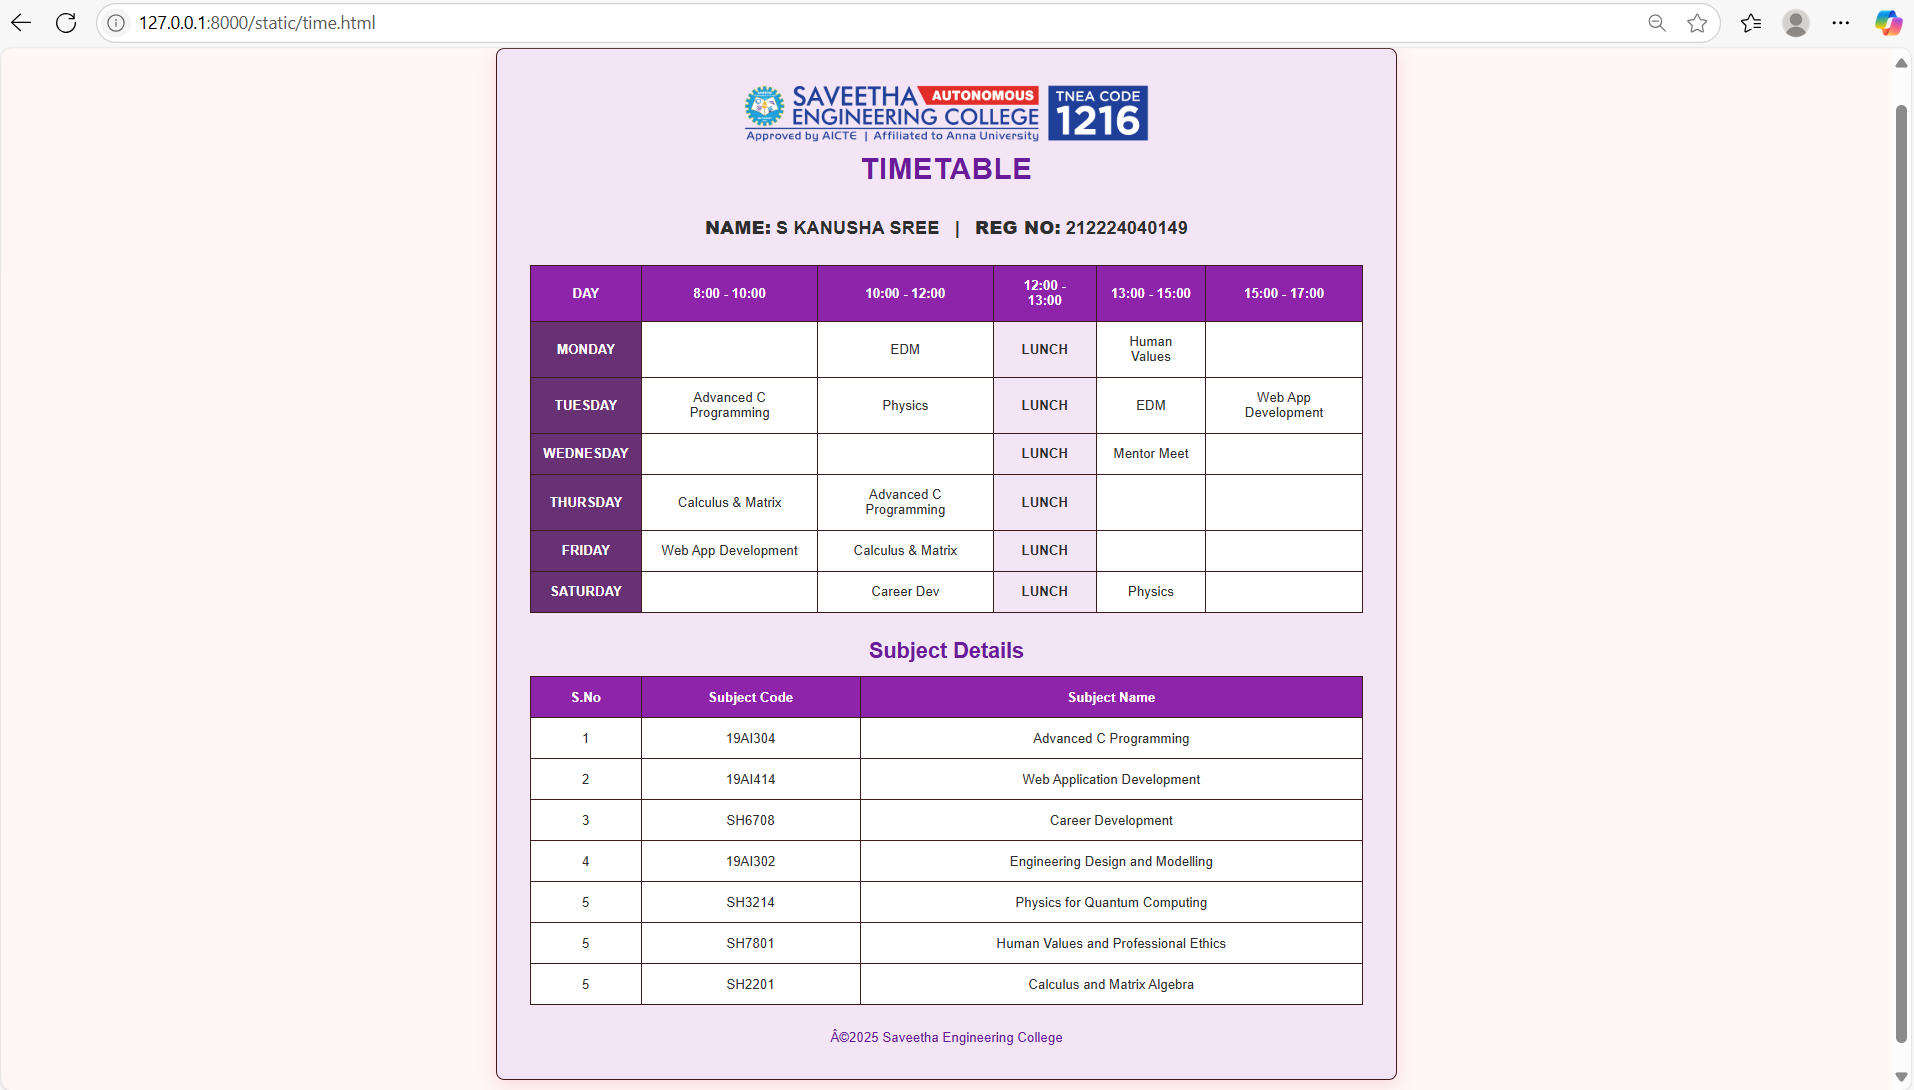 127.0.0.1:8000/static/time.html
SAVEETHA AUTONOMOUS
ENGINEERING COLLEGE
Approved by AICTE | Affiliated to Anna University
TNEA CODE
1216
TIMETABLE
NAME: S KANUSHA SREE | REG NO: 212224040149
DAY 8:00 - 10:00 10:00 - 12:00 12:00 - 13:00 13:00 - 15:00 15:00 - 17:00
MONDAY EDM LUNCH Human Values
TUESDAY Advanced C Programming Physics LUNCH EDM Web App Development
WEDNESDAY LUNCH Mentor Meet
THURSDAY Calculus & Matrix Advanced C Programming LUNCH
FRIDAY Web App Development Calculus & Matrix LUNCH
SATURDAY Career Dev LUNCH Physics
Subject Details
S.No Subject Code Subject Name
1 19AI304 Advanced C Programming
2 19AI414 Web Application Development
3 SH6708 Career Development
4 19AI302 Engineering Design and Modelling
5 SH3214 Physics for Quantum Computing
5 SH7801 Human Values and Professional Ethics
5 SH2201 Calculus and Matrix Algebra
Â©2025 Saveetha Engineering College